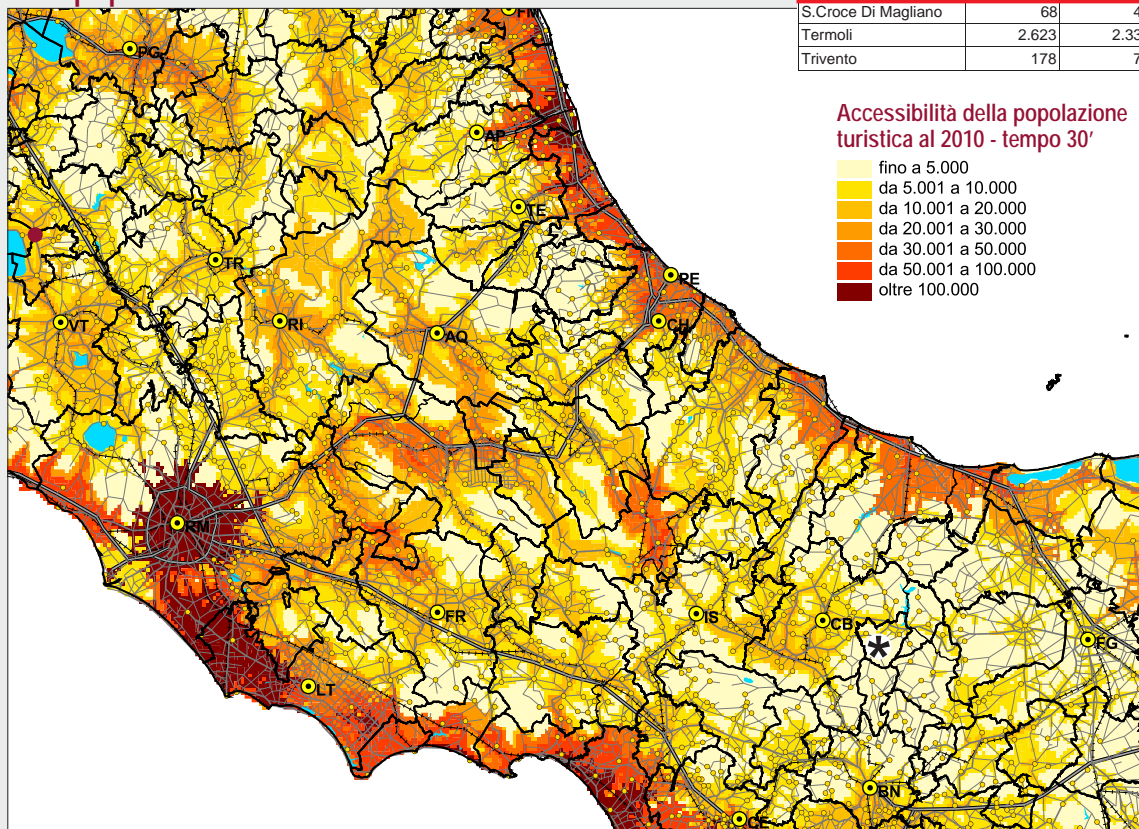 S.Croce Di Magliano 68
Termoli 2.623
Trivento 178
Accessibilità della popolazione
turistica al 2010 - tempo 30'
fino a 5.000
da 5.001 a 10.000
da 10.001 a 20.000
da 20.001 a 30.000
da 30.001 a 50.000
da 50.001 a 100.000
oltre 100.000
PG
AP
TE
TR
PE
VT
RI
AQ
CH
RM
FR
IS
CB
*
FG
LT
BN
CE